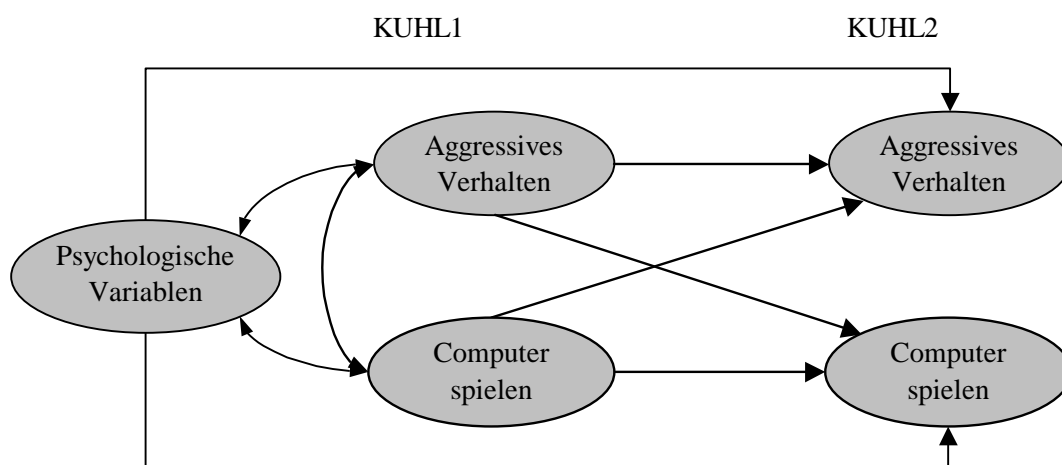 KUHL1
KUHL2
Aggressives
Verhalten
Aggressives
Verhalten
Psychologische
Variablen
Computer
spielen
Computer
spielen